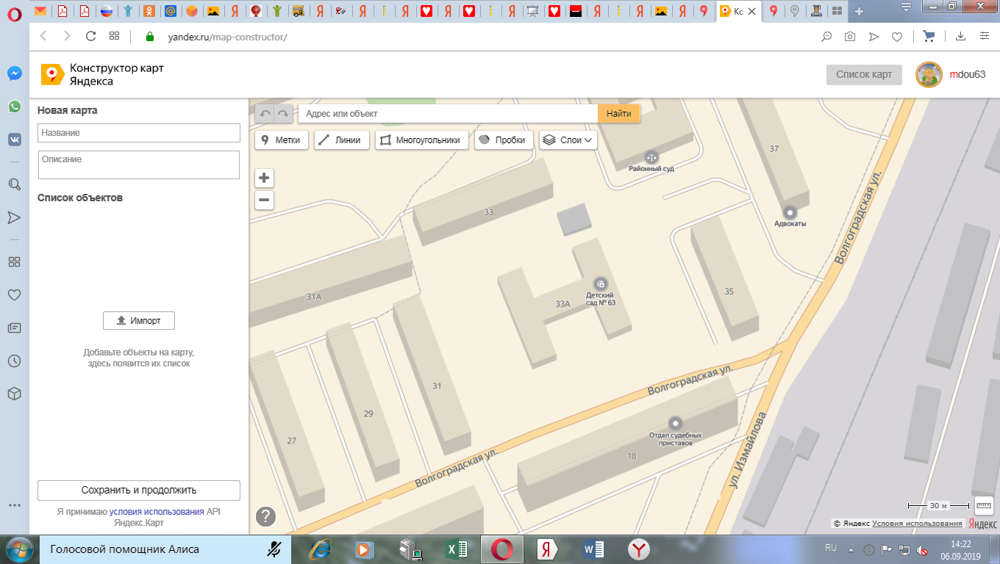 Кс
yandex.ru/map-constructor/
Конструктор карт
Яндекса
Список карт
mdou63
Новая карта
Название
Описание
Список объектов
Импорт
Добавьте объекты на карту,
здесь появится их список
Сохранить и продолжить
Я принимаю условия использования API
Яндекс.Карт
Адрес или объект
Найти
Метки
Линии
Многоугольники
Пробки
Слои
Районный суд
37
Адвокаты
Волгоградская ул.
33
31А
33А
Детский
сад № 63
35
31
29
27
Волгоградская ул.
Волгоградская ул.
Отдел судебных
приставов
18
ул. Измайлова
30 м
© Яндекс Условия использования
Яндекс
Голосовой помощник Алиса
RU
14:22
06.09.2019